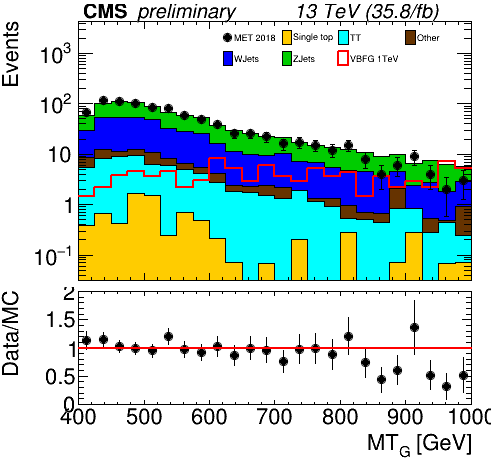 CMS preliminary 13 TeV (35.8/fb)
Events
MET 2018 Single top TT Other
WJets ZJets VBFG 1TeV
10³
10²
10
1
10⁻¹
Data/MC
2
1.5
1
0.5
0
400 500 600 700 800 900 1000
MT_G [GeV]